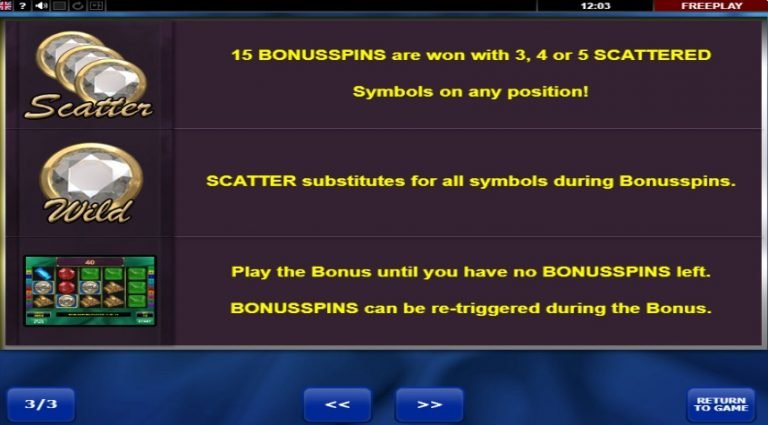 ?
12:03
FREEPLAY
Scatter
15 BONUSSPINS are won with 3, 4 or 5 SCATTERED
Symbols on any position!
Wild
SCATTER substitutes for all symbols during Bonusspins.
40
Play the Bonus until you have no BONUSSPINS left.
BONUSSPINS can be re-triggered during the Bonus.
3/3
<<
>>
RETURN
TO GAME